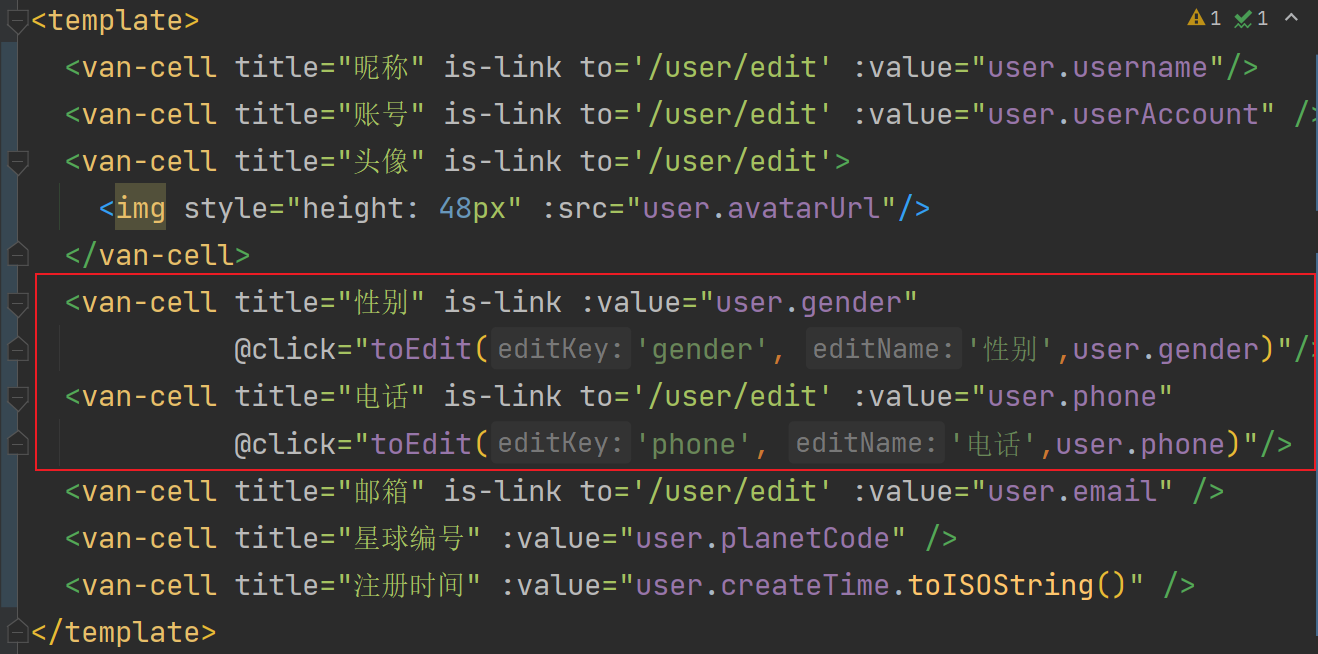 <template>
1 1
<van-cell title="昵称" is-link to='/user/edit' :value="user.username"/>
<van-cell title="账号" is-link to='/user/edit' :value="user.userAccount" />
<van-cell title="头像" is-link to='/user/edit'>
<img style="height: 48px" :src="user.avatarUrl"/>
</van-cell>
<van-cell title="性别" is-link :value="user.gender"
@click="toEdit( editKey: 'gender', editName: '性别',user.gender)"/>
<van-cell title="电话" is-link to='/user/edit' :value="user.phone"
@click="toEdit( editKey: 'phone', editName: '电话',user.phone)"/>
<van-cell title="邮箱" is-link to='/user/edit' :value="user.email" />
<van-cell title="星球编号" :value="user.planetCode" />
<van-cell title="注册时间" :value="user.createTime.toISOString()" />
</template>